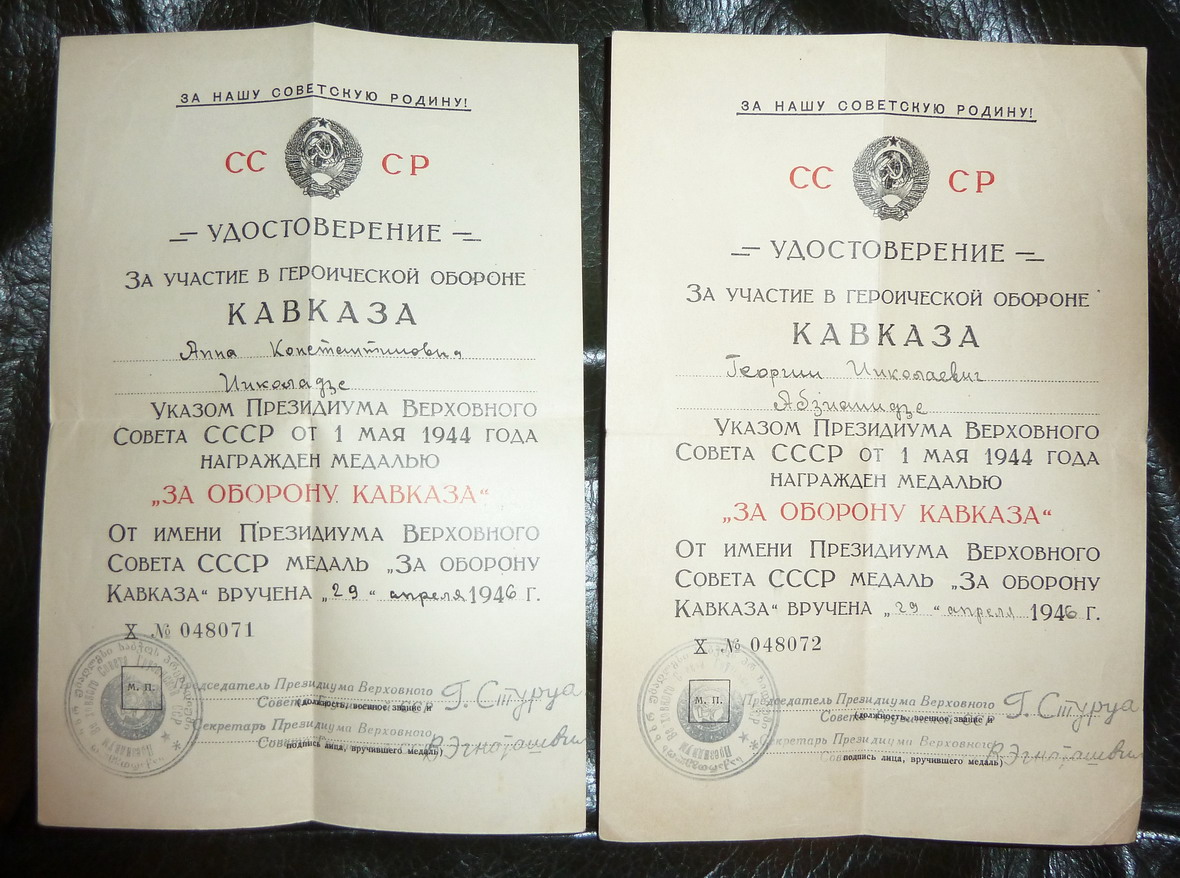 ЗА НАШУ СОВЕТСКУЮ РОДИНУ!
СС СР
УДОСТОВЕРЕНИЕ
ЗА УЧАСТИЕ В ГЕРОИЧЕСКОЙ ОБОРОНЕ
КАВКАЗА
Анна Константиновна
Николадзе
УКАЗОМ ПРЕЗИДИУМА ВЕРХОВНОГО
СОВЕТА СССР ОТ 1 МАЯ 1944 ГОДА
НАГРАЖДЕН МЕДАЛЬЮ
„ЗА ОБОРОНУ КАВКАЗА“
ОТ ИМЕНИ ПРЕЗИДИУМА ВЕРХОВНОГО
СОВЕТА СССР МЕДАЛЬ „ЗА ОБОРОНУ
КАВКАЗА“ ВРУЧЕНА „29“ апреля 1946 Г.
X № 048071
М. П.
Председатель Президиума Верховного Г. Стуруа
(должность, воинское звание и
Секретарь Президиума Верховного
подпись лица, вручившего медаль)
ЗА НАШУ СОВЕТСКУЮ РОДИНУ!
СС СР
УДОСТОВЕРЕНИЕ
ЗА УЧАСТИЕ В ГЕРОИЧЕСКОЙ ОБОРОНЕ
КАВКАЗА
Георгий Николаевич
Абзианидзе
УКАЗОМ ПРЕЗИДИУМА ВЕРХОВНОГО
СОВЕТА СССР ОТ 1 МАЯ 1944 ГОДА
НАГРАЖДЕН МЕДАЛЬЮ
„ЗА ОБОРОНУ КАВКАЗА“
ОТ ИМЕНИ ПРЕЗИДИУМА ВЕРХОВНОГО
СОВЕТА СССР МЕДАЛЬ „ЗА ОБОРОНУ
КАВКАЗА“ ВРУЧЕНА „29“ апреля 1946 Г.
X № 048072
М. П.
Председатель Президиума Верховного Г. Стуруа
(должность, воинское звание и
Секретарь Президиума Верховного
подпись лица, вручившего медаль)